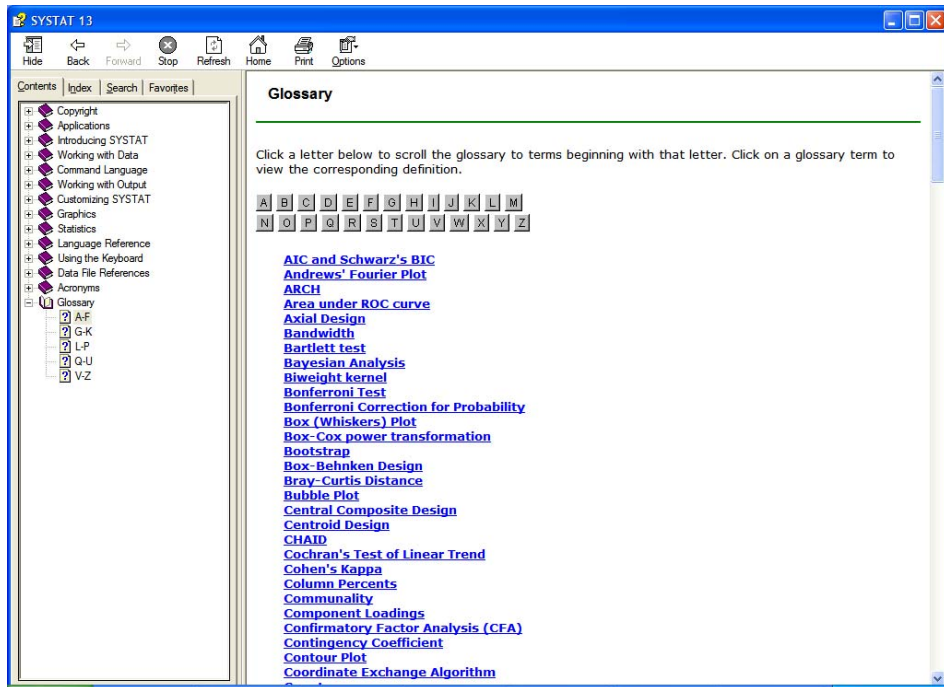 SYSTAT 13
Hide Back Forward Stop Refresh Home Print Options
Contents Index Search Favorites
Copyright
Applications
Introducing SYSTAT
Working with Data
Command Language
Working with Output
Customizing SYSTAT
Graphics
Statistics
Language Reference
Using the Keyboard
Data File References
Acronyms
Glossary
A-F
G-K
L-P
Q-U
V-Z
Glossary
Click a letter below to scroll the glossary to terms beginning with that letter. Click on a glossary term to
view the corresponding definition.
A B C D E F G H I J K L M
N O P Q R S T U V W X Y Z
AIC and Schwarz's BIC
Andrews' Fourier Plot
ARCH
Area under ROC curve
Axial Design
Bandwidth
Bartlett test
Bayesian Analysis
Biweight kernel
Bonferroni Test
Bonferroni Correction for Probability
Box (Whiskers) Plot
Box-Cox power transformation
Bootstrap
Box-Behnken Design
Bray-Curtis Distance
Bubble Plot
Central Composite Design
Centroid Design
CHAID
Cochran's Test of Linear Trend
Cohen's Kappa
Column Percents
Communality
Component Loadings
Confirmatory Factor Analysis (CFA)
Contingency Coefficient
Contour Plot
Coordinate Exchange Algorithm